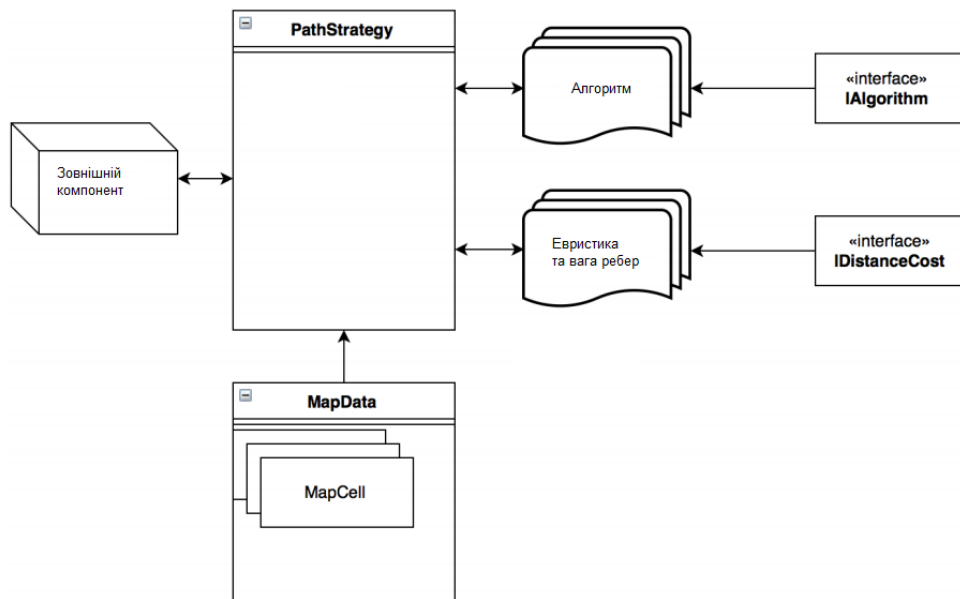 PathStrategy
Алгоритм
«interface»
IAlgorithm
Зовнішній
компонент
Евристика
та вага ребер
«interface»
IDistanceCost
MapData
MapCell